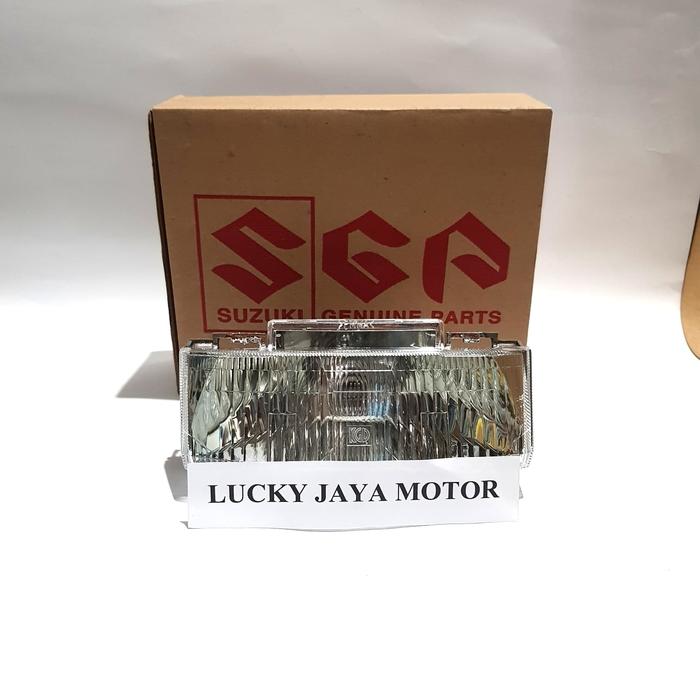 SGP
SUZUKI GENUINE PARTS
LUCKY JAYA MOTOR